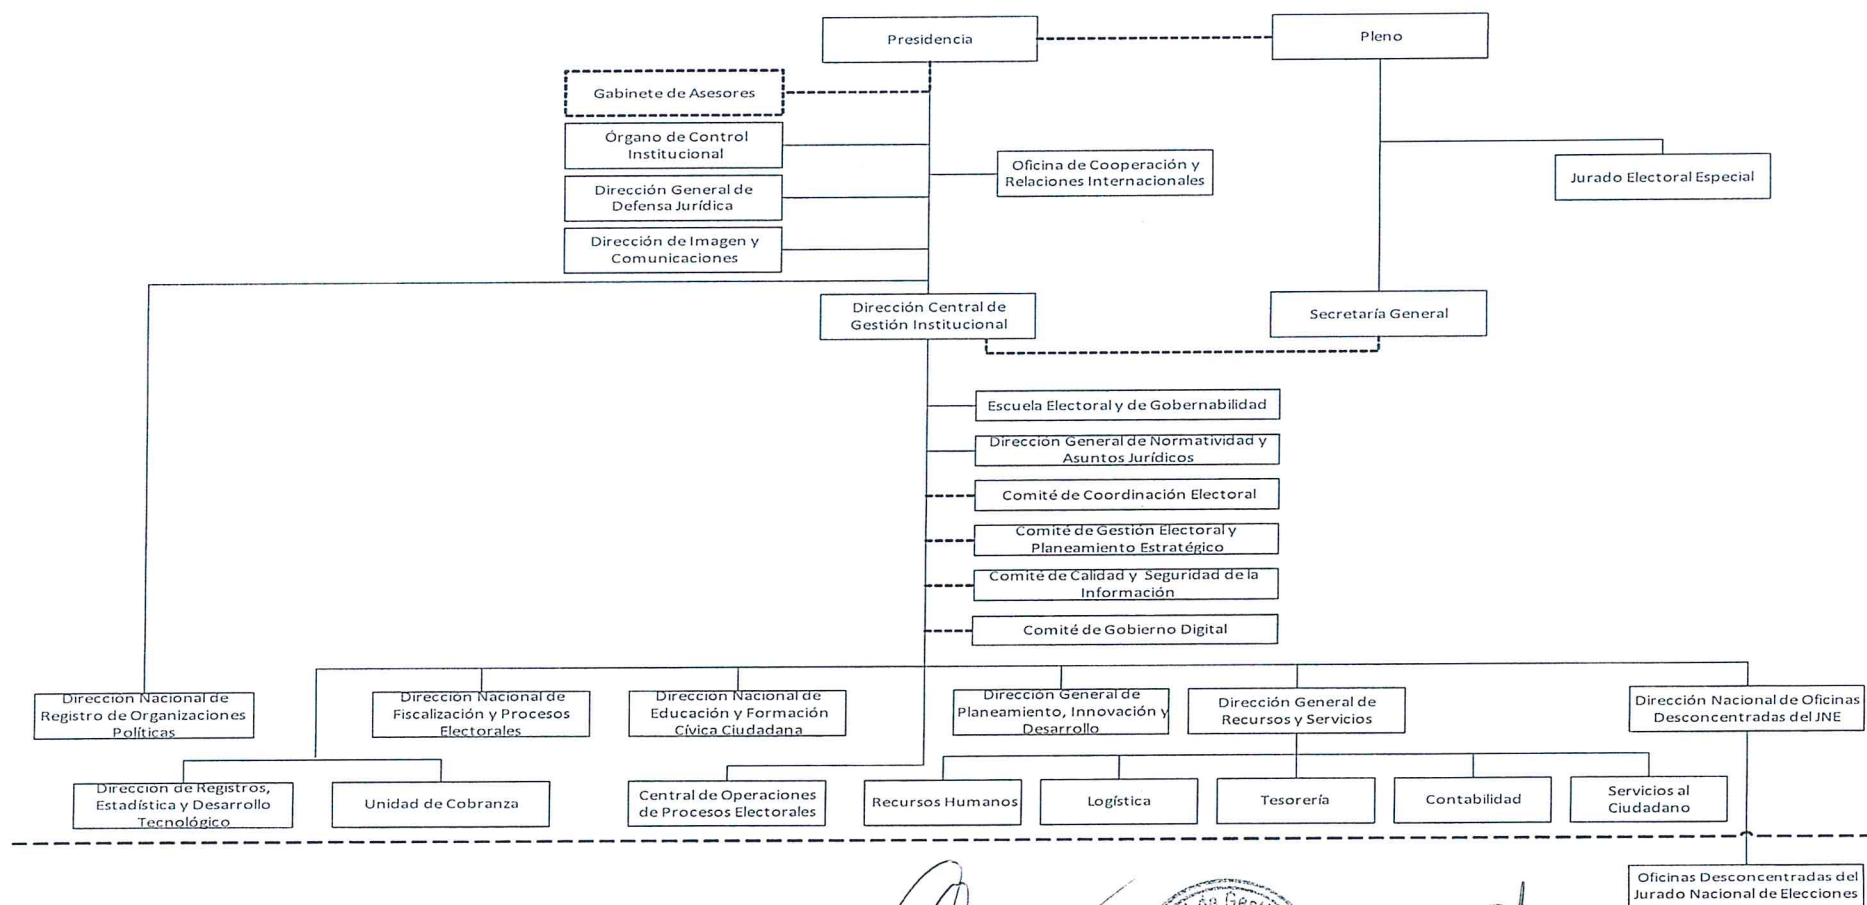 Presidencia
Pleno
Gabinete de Asesores
Órgano de Control
Institucional
Oficina de Cooperación y
Relaciones Internacionales
Jurado Electoral Especial
Dirección General de
Defensa Jurídica
Dirección de Imagen y
Comunicaciones
Dirección Central de
Gestión Institucional
Secretaría General
Escuela Electoral y de Gobernabilidad
Dirección General de Normatividad y
Asuntos Jurídicos
Comité de Coordinación Electoral
Comité de Gestión Electoral y
Planeamiento Estratégico
Comité de Calidad y Seguridad de la
Información
Comité de Gobierno Digital
Dirección Nacional de
Registro de Organizaciones
Políticas
Dirección Nacional de
Fiscalización y Procesos
Electorales
Dirección Nacional de
Educación y Formación
Cívica Ciudadana
Dirección General de
Planeamiento, Innovación y
Desarrollo
Dirección General de
Recursos y Servicios
Dirección Nacional de Oficinas
Desconcentradas del JNE
Dirección de Registros,
Estadística y Desarrollo
Tecnológico
Unidad de Cobranza
Central de Operaciones
de Procesos Electorales
Recursos Humanos
Logística
Tesorería
Contabilidad
Servicios al
Ciudadano
Oficinas Desconcentradas del
Jurado Nacional de Elecciones